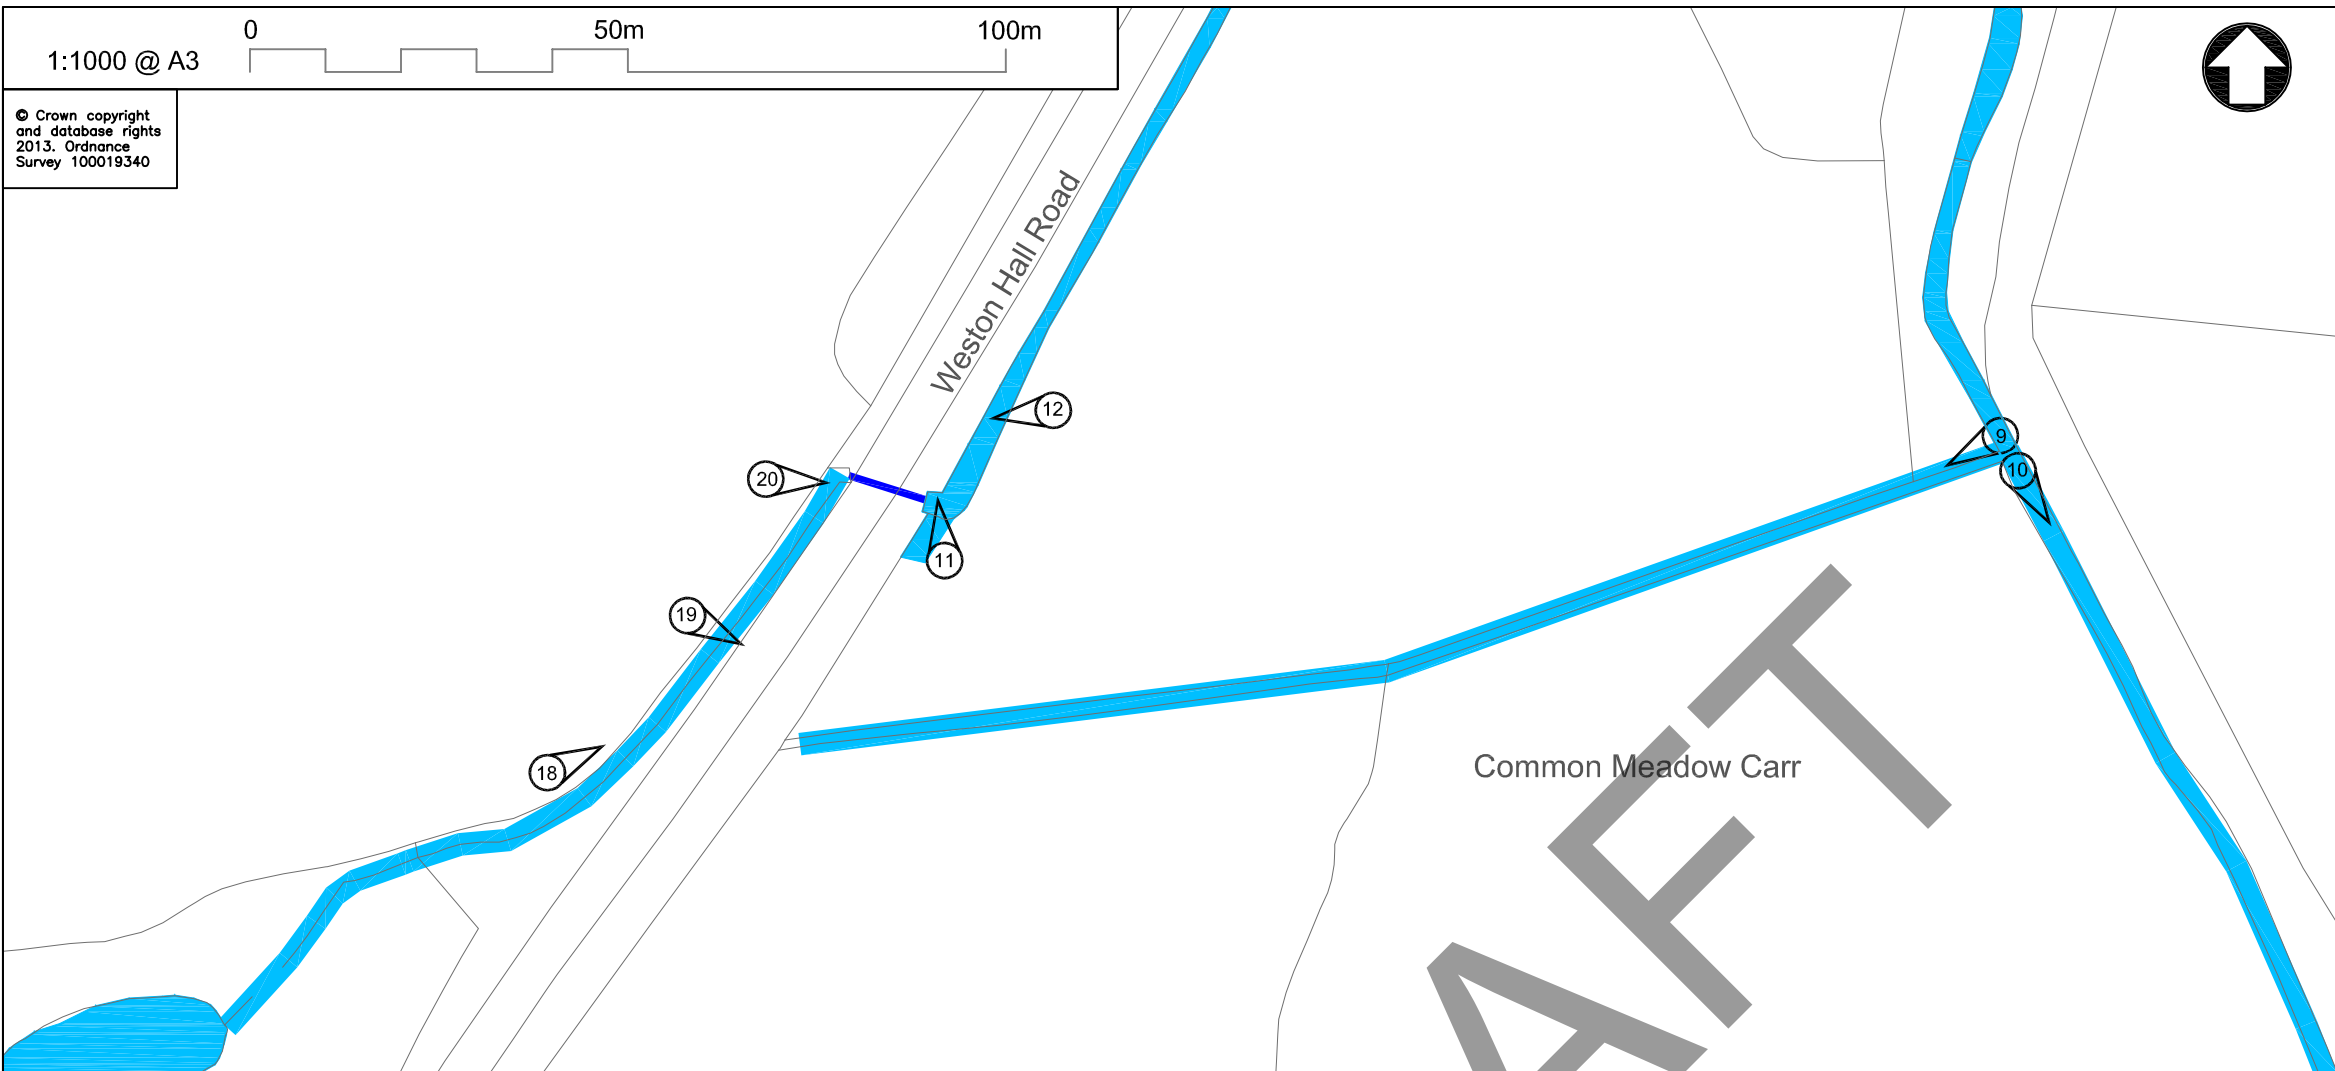 0 50m 100m
1:1000 @ A3
© Crown copyright
and database rights
2013. Ordnance
Survey 100019340
Weston Hall Road
12
9
20
10
11
19
18
Common Meadow Carr
AFT